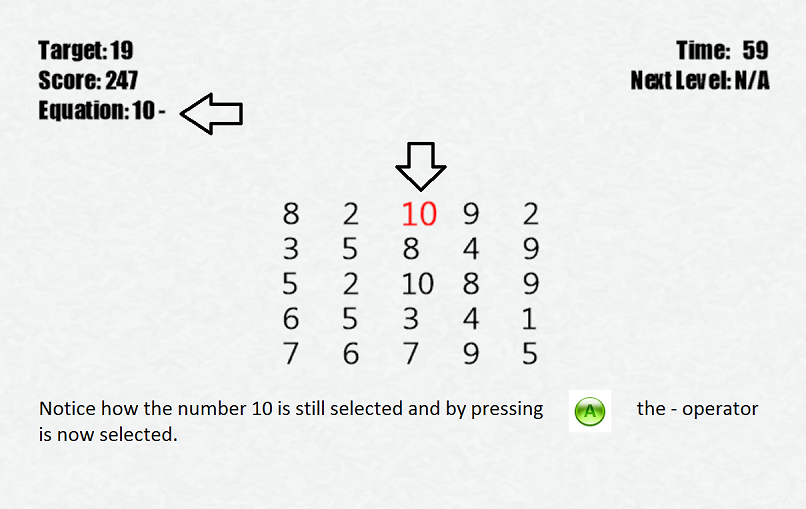 Target: 19
Time: 59
Score: 247
Next Level: N/A
Equation: 10 -
8 2 10 9 2
3 5 8 4 9
5 2 10 8 9
6 5 3 4 1
7 6 7 9 5
Notice how the number 10 is still selected and by pressing A the - operator
is now selected.